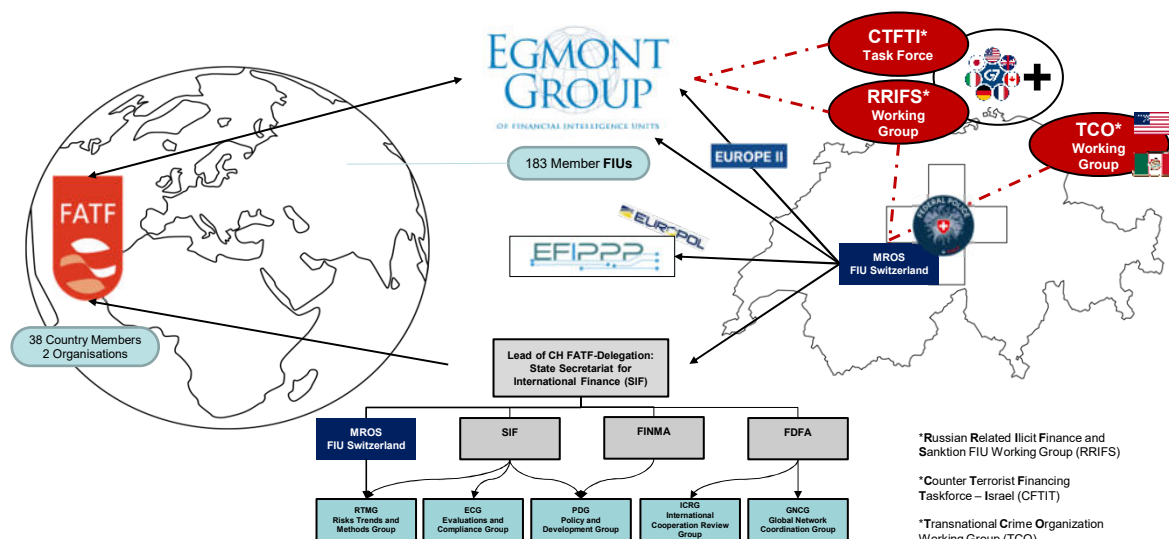 EGMONT
GROUP
OF FINANCIAL INTELLIGENCE UNITS
183 Member FIUs
CTFTI*
Task Force
G7
+
RRIFS*
Working
Group
TCO*
Working
Group
EUROPE II
FATF
EUROPOL
EFIPPP
FEDERAL POLICE
MROS
FIU Switzerland
38 Country Members
2 Organisations
Lead of CH FATF-Delegation:
State Secretariat for
International Finance (SIF)
MROS
FIU Switzerland
SIF
FINMA
FDFA
RTMG
Risks Trends and
Methods Group
ECG
Evaluations and
Compliance Group
PDG
Policy and
Development Group
ICRG
International
Cooperation Review
Group
GNCG
Global Network
Coordination Group
*Russian Related Ilicit Finance and
Sanktion FIU Working Group (RRIFS)
*Counter Terrorist Financing
Taskforce – Israel (CFTIT)
*Transnational Crime Organization
Working Group (TCO)